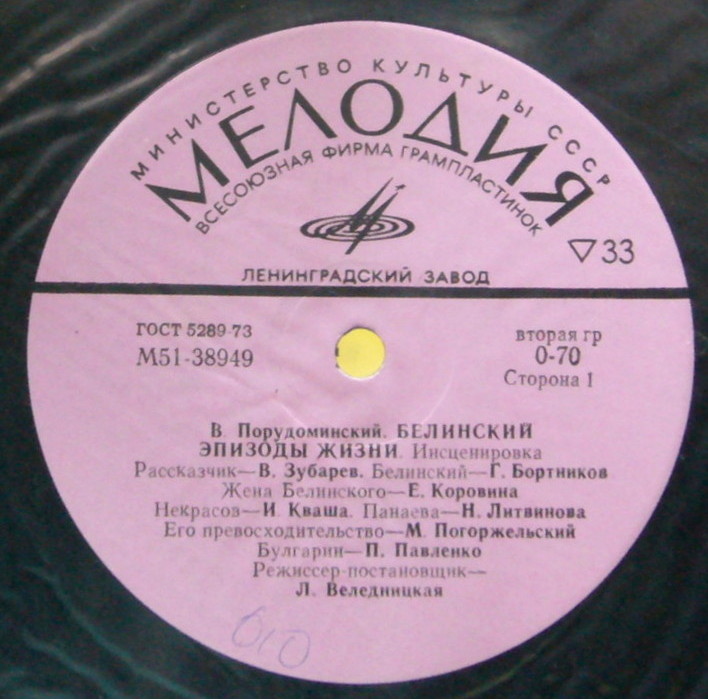 МИНИСТЕРСТВО КУЛЬТУРЫ СССР
МЕЛОДИЯ
ВСЕСОЮЗНАЯ ФИРМА ГРАМПЛАСТИНОК
33
ЛЕНИНГРАДСКИЙ ЗАВОД
ГОСТ 5289-73
М51-38949
вторая гр
0-70
Сторона 1
В. Порудоминский. БЕЛИНСКИЙ
ЭПИЗОДЫ ЖИЗНИ. Инсценировка
Рассказчик—В. Зубарев. Белинский—Г. Бортников
Жена Белинского—Е. Коровина
Некрасов—И. Кваша. Панаева—Н. Литвинова
Его превосходительство—М. Погоржельский
Булгарин—П. Павленко
Режиссер-постановщик—
Л. Веледницкая